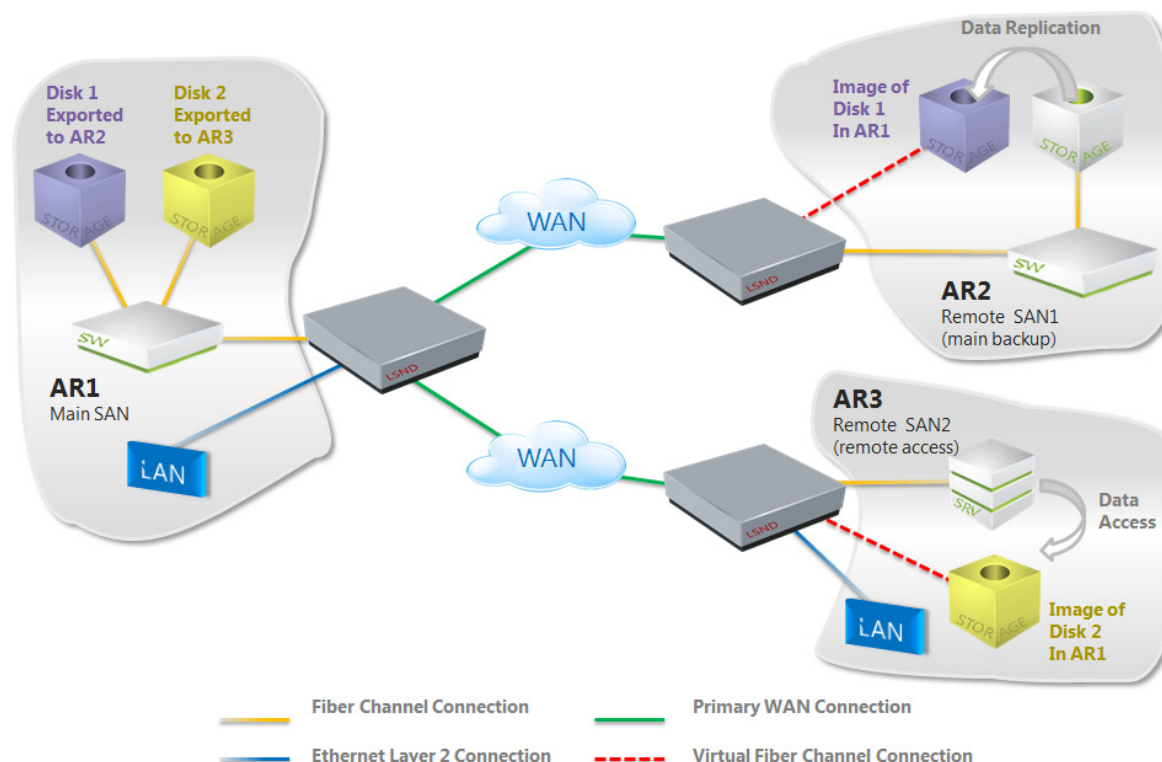 Data Replication
Disk 1
Exported
to AR2
Disk 2
Exported
to AR3
STORAGE
STORAGE
SW
AR1
Main SAN
LAN
LSND
WAN
WAN
LSND
Image of
Disk 1
In AR1
STORAGE
STORAGE
SW
AR2
Remote SAN1
(main backup)
AR3
Remote SAN2
(remote access)
LSND
SRV
Data
Access
LAN
STORAGE
Image of
Disk 2
In AR1
Fiber Channel Connection
Primary WAN Connection
Ethernet Layer 2 Connection
Virtual Fiber Channel Connection